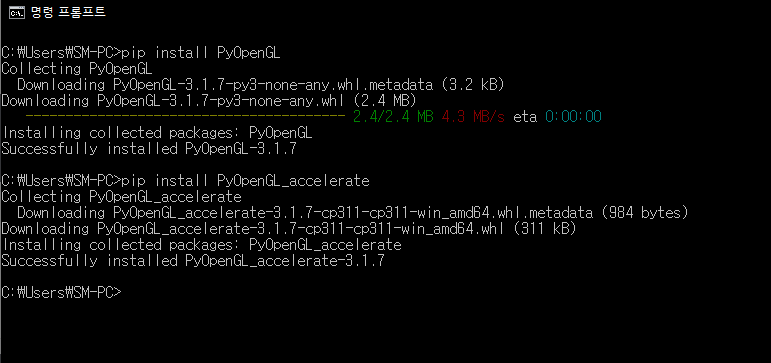 명령 프롬프트
C:₩Users₩SM-PC>pip install PyOpenGL
Collecting PyOpenGL
  Downloading PyOpenGL-3.1.7-py3-none-any.whl.metadata (3.2 kB)
Downloading PyOpenGL-3.1.7-py3-none-any.whl (2.4 MB)
   ---------------------------------------- 2.4/2.4 MB 4.3 MB/s eta 0:00:00
Installing collected packages: PyOpenGL
Successfully installed PyOpenGL-3.1.7
C:₩Users₩SM-PC>pip install PyOpenGL_accelerate
Collecting PyOpenGL_accelerate
  Downloading PyOpenGL_accelerate-3.1.7-cp311-cp311-win_amd64.whl.metadata (984 bytes)
Downloading PyOpenGL_accelerate-3.1.7-cp311-cp311-win_amd64.whl (311 kB)
Installing collected packages: PyOpenGL_accelerate
Successfully installed PyOpenGL_accelerate-3.1.7
C:₩Users₩SM-PC>